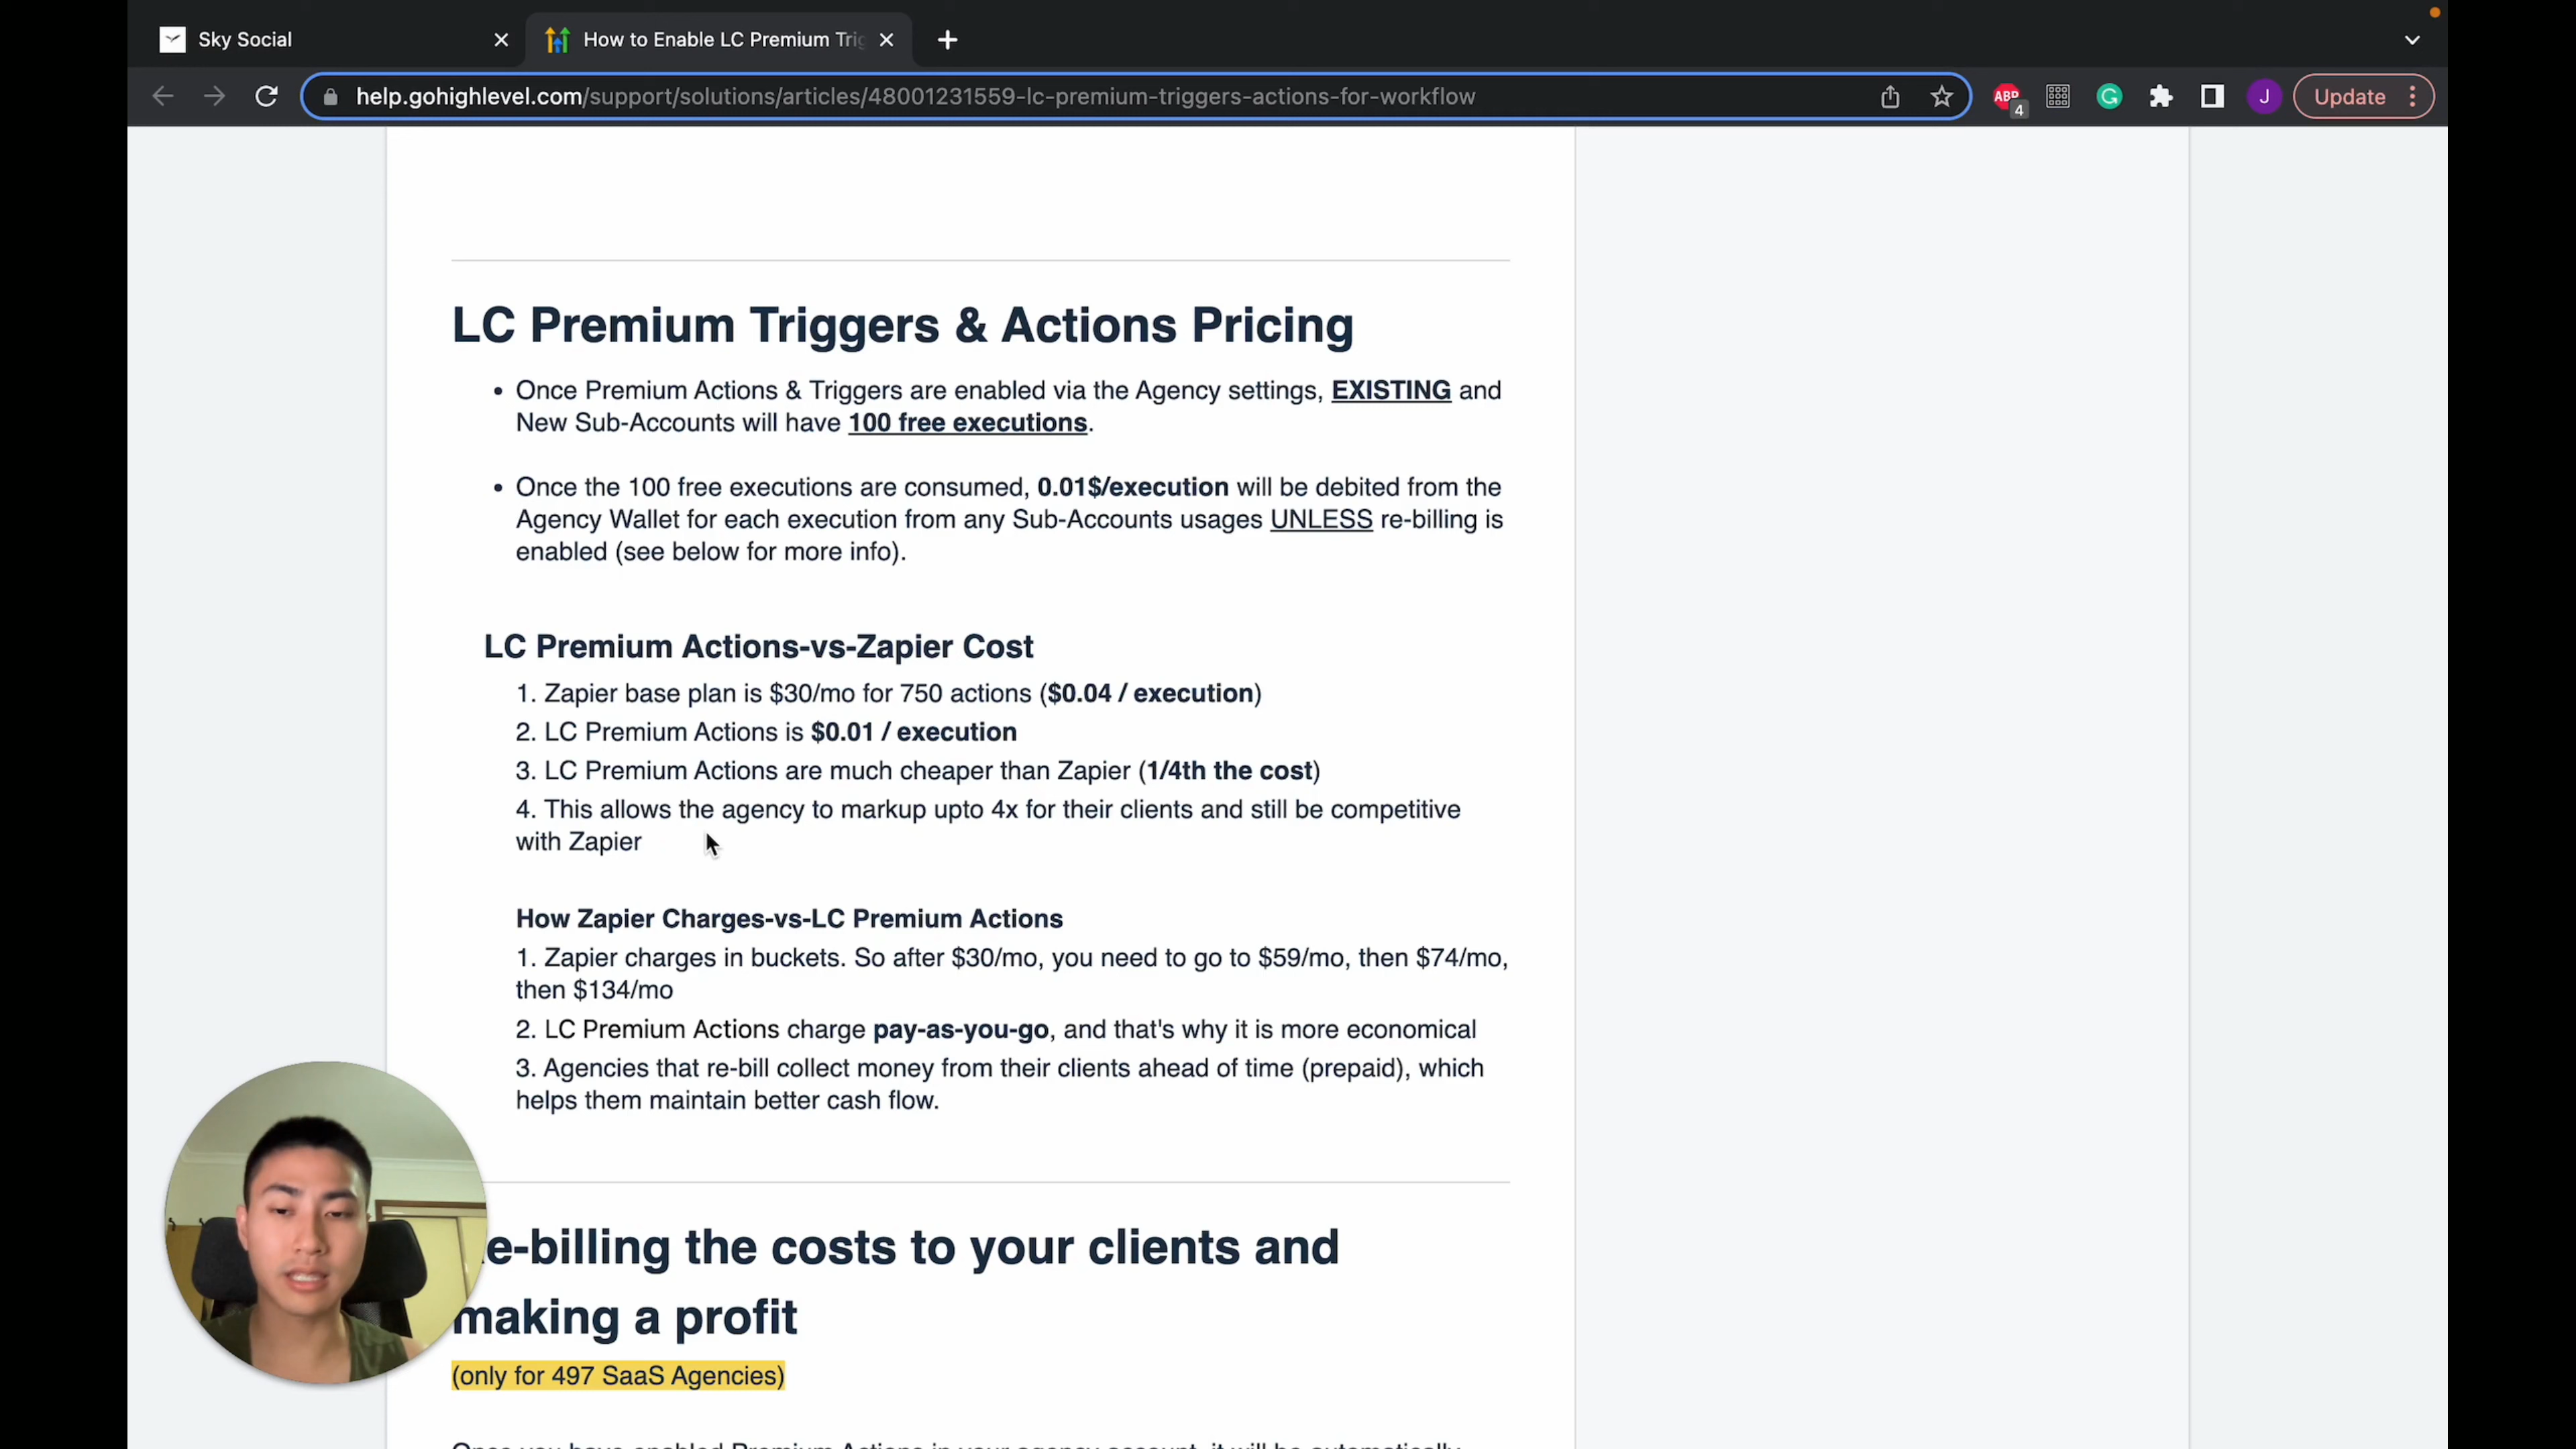 Sky Social
How to Enable LC Premium Trig
help.gohighlevel.com/support/solutions/articles/48001231559-lc-premium-triggers-actions-for-workflow
ABP
4
G
J
Update
LC Premium Triggers & Actions Pricing
• Once Premium Actions & Triggers are enabled via the Agency settings, EXISTING and
New Sub-Accounts will have 100 free executions.
• Once the 100 free executions are consumed, 0.01$/execution will be debited from the
Agency Wallet for each execution from any Sub-Accounts usages UNLESS re-billing is
enabled (see below for more info).
LC Premium Actions-vs-Zapier Cost
1. Zapier base plan is $30/mo for 750 actions ($0.04 / execution)
2. LC Premium Actions is $0.01 / execution
3. LC Premium Actions are much cheaper than Zapier (1/4th the cost)
4. This allows the agency to markup upto 4x for their clients and still be competitive
with Zapier
How Zapier Charges-vs-LC Premium Actions
1. Zapier charges in buckets. So after $30/mo, you need to go to $59/mo, then $74/mo,
then $134/mo
2. LC Premium Actions charge pay-as-you-go, and that's why it is more economical
3. Agencies that re-bill collect money from their clients ahead of time (prepaid), which
helps them maintain better cash flow.
e-billing the costs to your clients and
making a profit
(only for 497 SaaS Agencies)
Once you have enabled Premium Actions in your agency account, it will be automatically